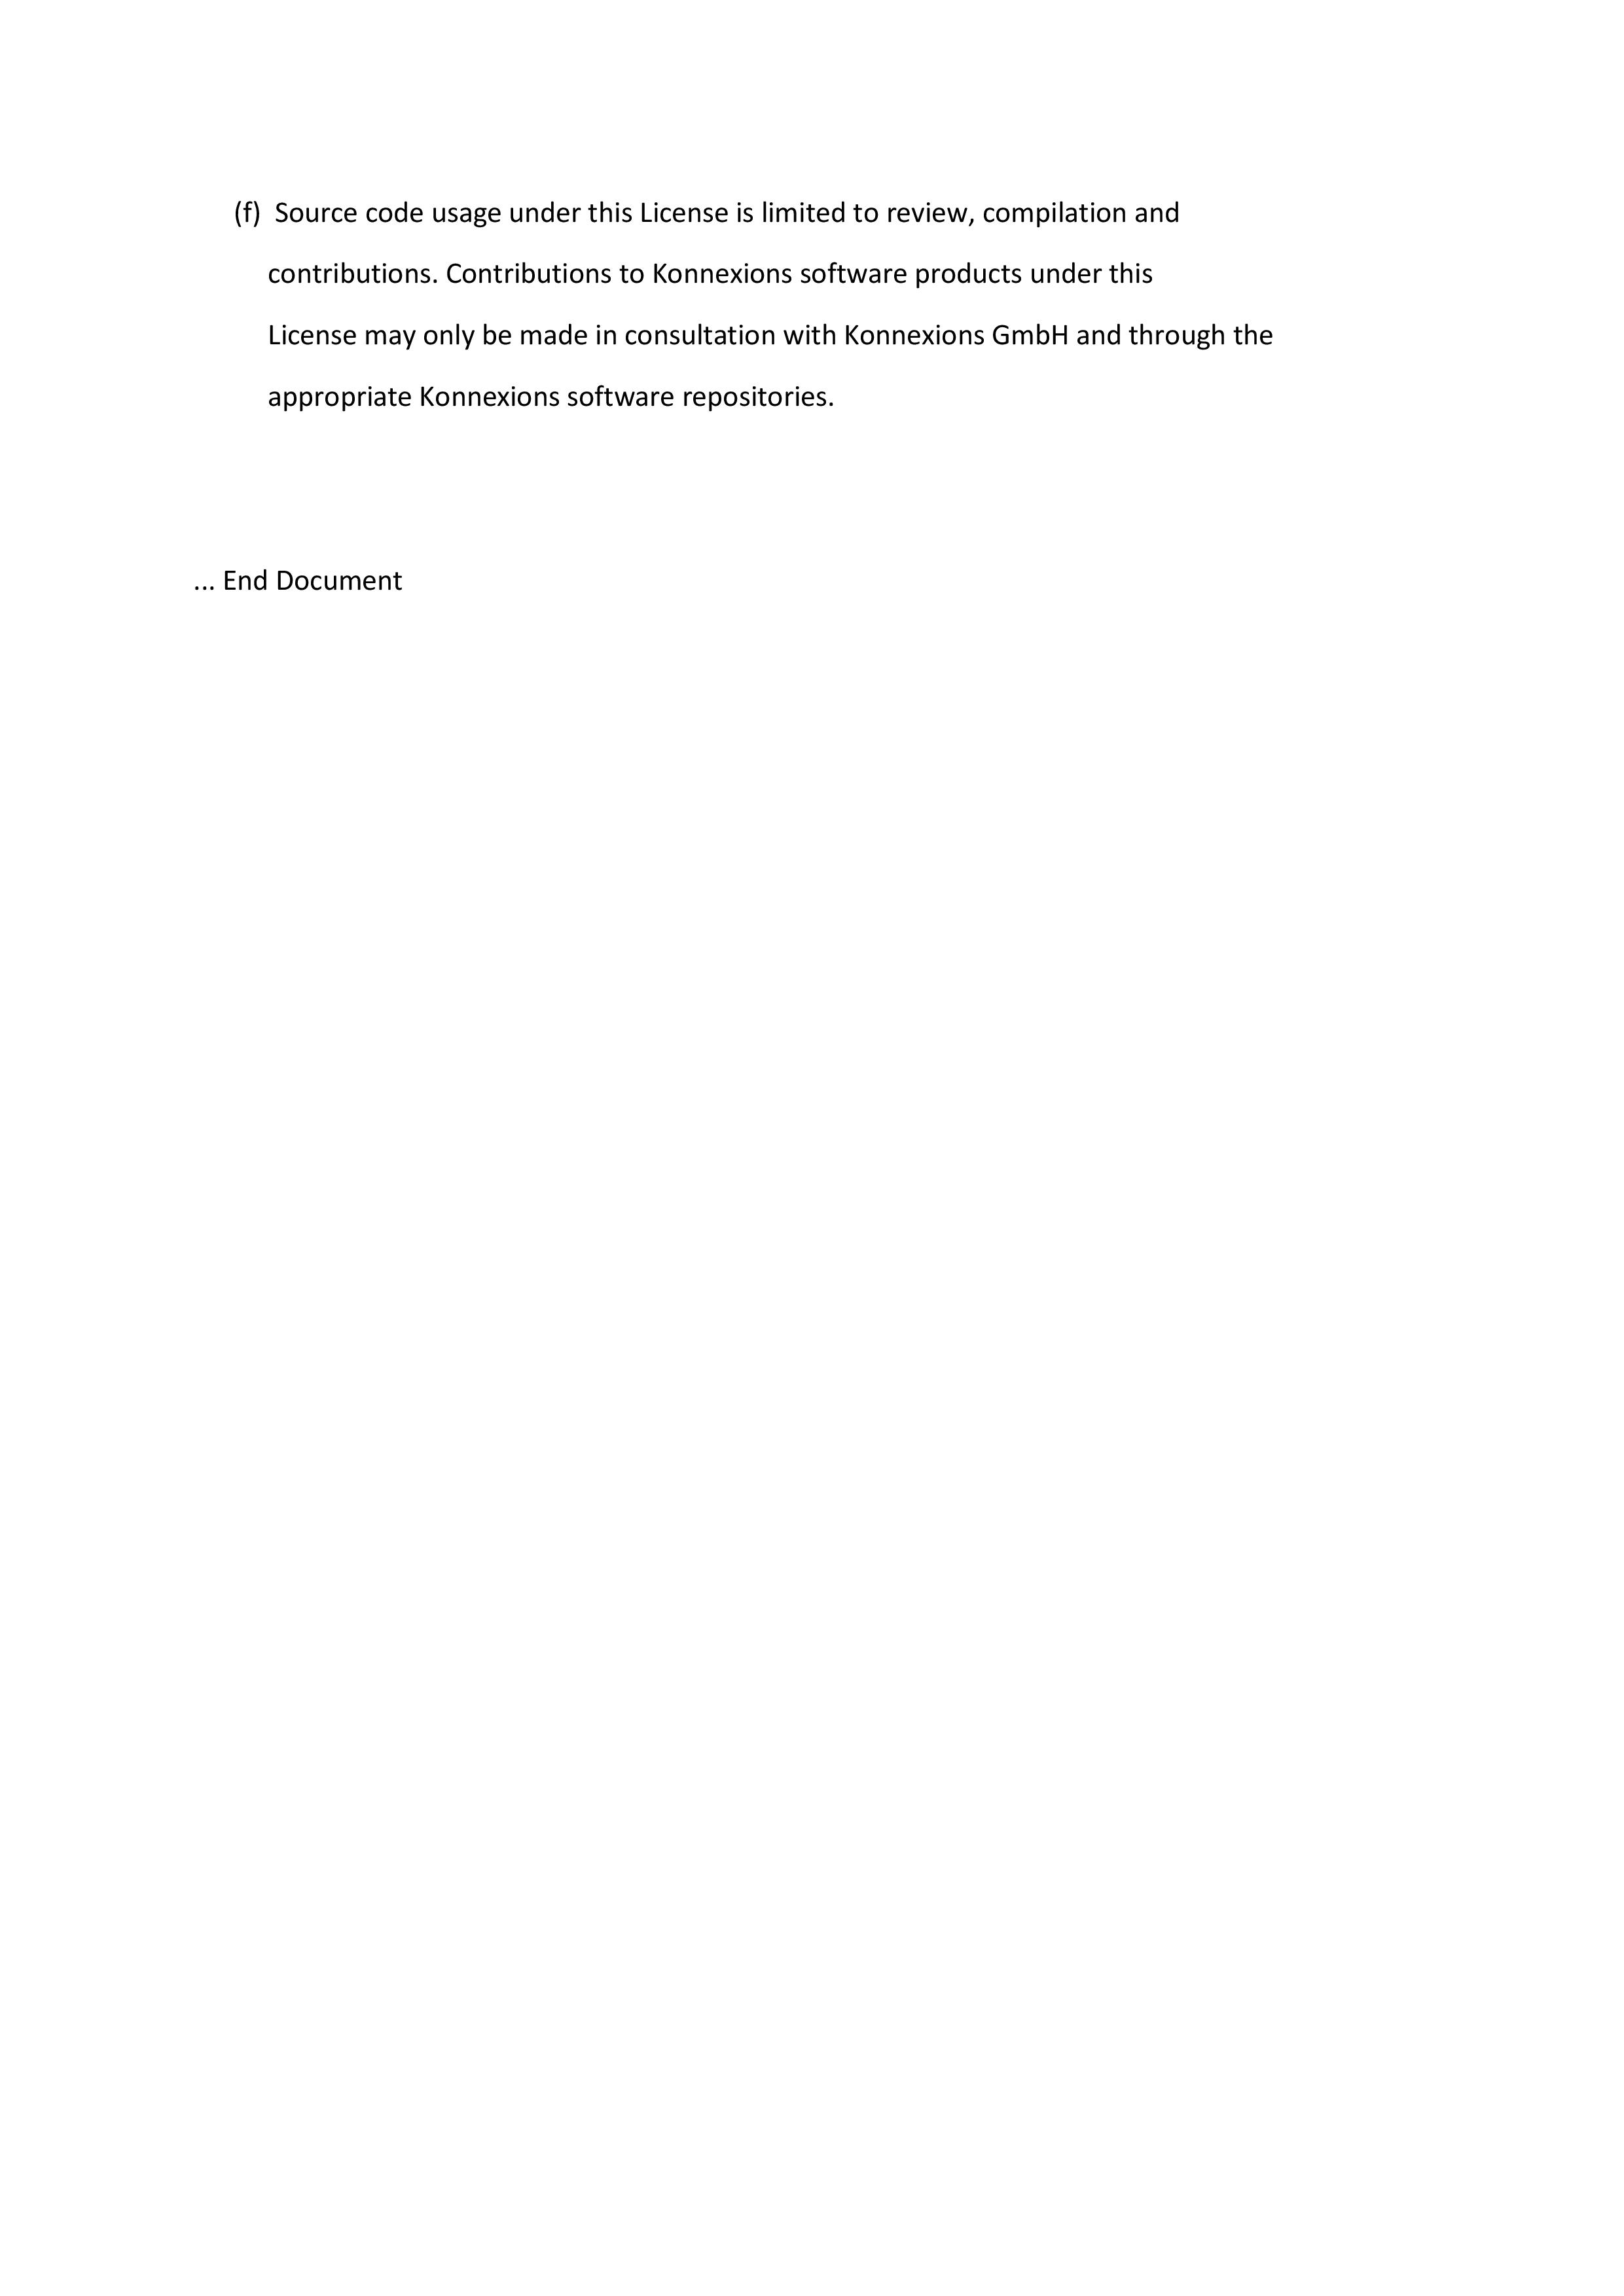 (f) Source code usage under this License is limited to review, compilation and
contributions. Contributions to Konnexions software products under this
License may only be made in consultation with Konnexions GmbH and through the
appropriate Konnexions software repositories.
... End Document